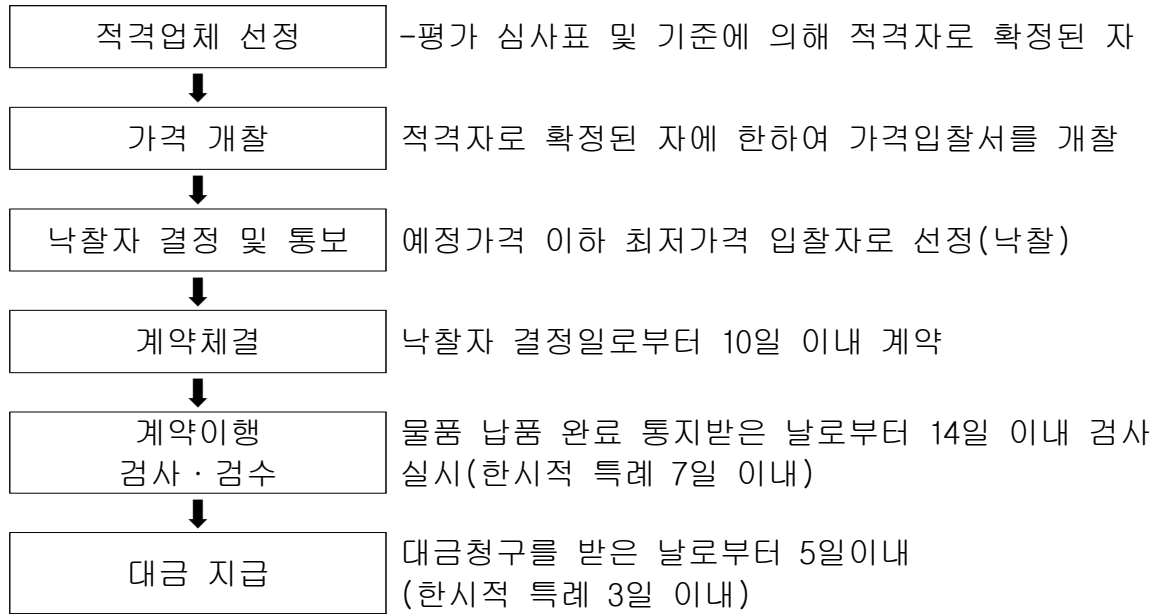 적격업체 선정
-평가 심사표 및 기준에 의해 적격자로 확정된 자
가격 개찰
적격자로 확정된 자에 한하여 가격입찰서를 개찰
낙찰자 결정 및 통보
예정가격 이하 최저가격 입찰자로 선정(낙찰)
계약체결
낙찰자 결정일로부터 10일 이내 계약
계약이행
검사·검수
물품 납품 완료 통지받은 날로부터 14일 이내 검사
실시(한시적 특례 7일 이내)
대금 지급
대금청구를 받은 날로부터 5일이내
(한시적 특례 3일 이내)